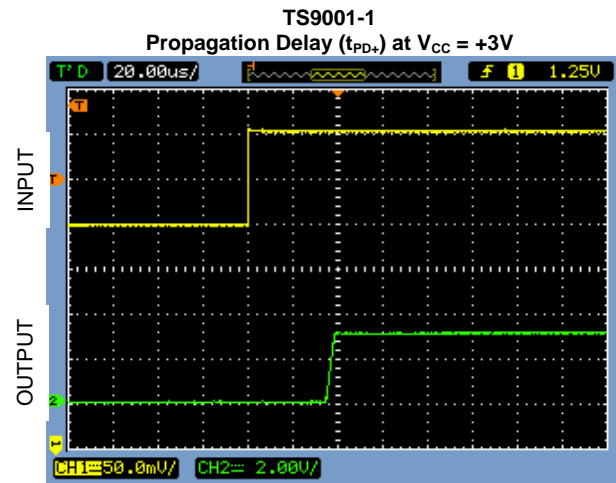 TS9001-1
Propagation Delay (tPD+) at VCC = +3V
T'D 20.00us/ 1 1.25V
T
T
INPUT
OUTPUT
2
CH1 50.0mV/ CH2 2.00V/